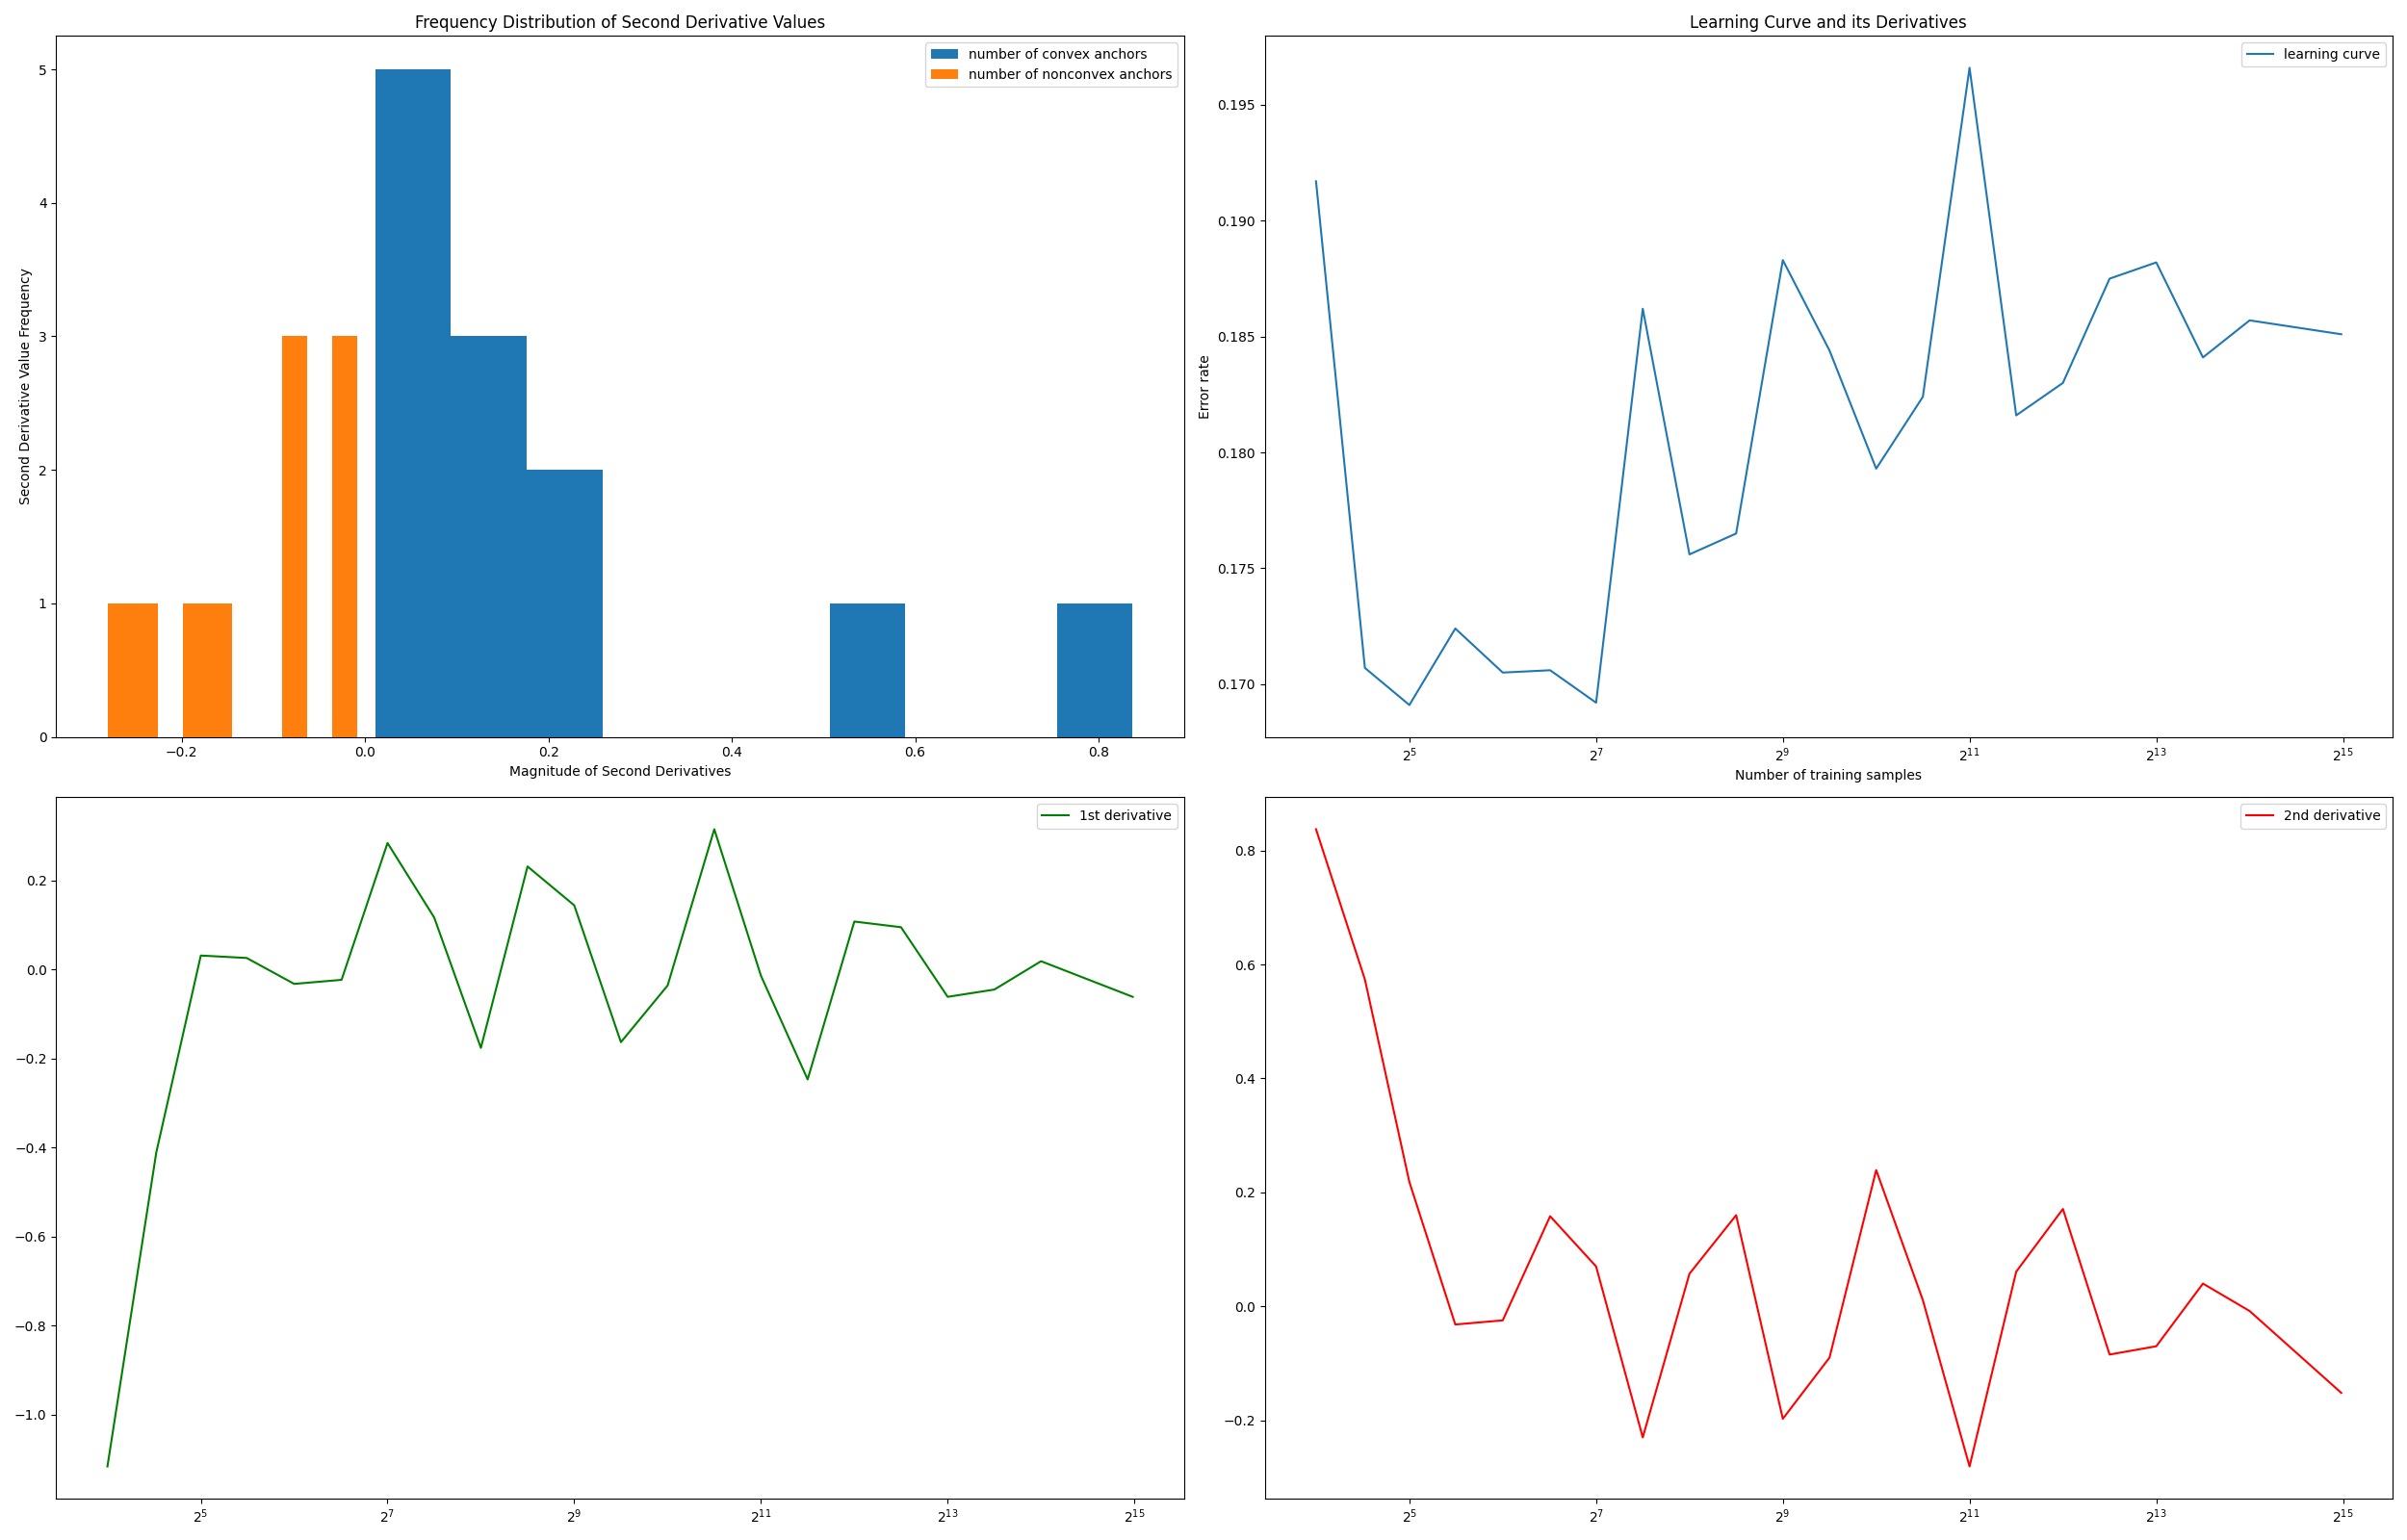 Frequency Distribution of Second Derivative Values
number of convex anchors
number of nonconvex anchors
5
4
3
2
1
0
Second Derivative Value Frequency
−0.2 0.0 0.2 0.4 0.6 0.8
Magnitude of Second Derivatives
Learning Curve and its Derivatives
learning curve
0.195
0.190
0.185
0.180
0.175
0.170
Error rate
2^5 2^7 2^9 2^11 2^13 2^15
Number of training samples
1st derivative
0.2
0.0
−0.2
−0.4
−0.6
−0.8
−1.0
2^5 2^7 2^9 2^11 2^13 2^15
2nd derivative
0.8
0.6
0.4
0.2
0.0
−0.2
2^5 2^7 2^9 2^11 2^13 2^15